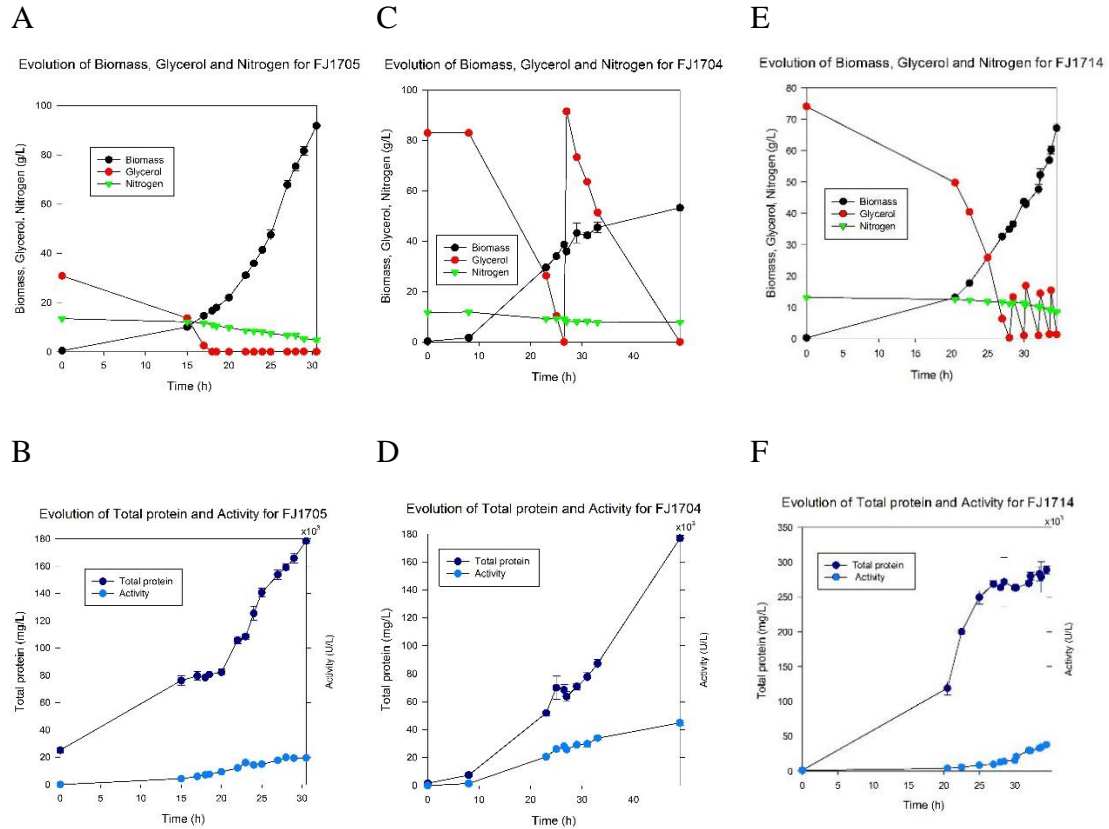 A
Evolution of Biomass, Glycerol and Nitrogen for FJ1705
Biomass, Glycerol, Nitrogen (g/L)
100
80
60
40
20
0
Biomass
Glycerol
Nitrogen
0 5 10 15 20 25 30
Time (h)
C
Evolution of Biomass, Glycerol and Nitrogen for FJ1704
Biomass, Glycerol, Nitrogen (g/L)
100
80
60
40
20
0
Biomass
Glycerol
Nitrogen
0 10 20 30 40
Time (h)
E
Evolution of Biomass, Glycerol and Nitrogen for FJ1714
Biomass, Glycerol, Nitrogen (g/L)
80
70
60
50
40
30
20
10
0
Biomass
Glycerol
Nitrogen
0 5 10 15 20 25 30
Time (h)
B
Evolution of Total protein and Activity for FJ1705
x10³
Total protein (mg/L)
180
160
140
120
100
80
60
40
20
0
Total protein
Activity
Activity (U/L)
0 5 10 15 20 25 30
Time (h)
D
Evolution of Total protein and Activity for FJ1704
x10³
Total protein (mg/L)
180
160
140
120
100
80
60
40
20
0
Total protein
Activity
Activity (U/L)
0 10 20 30 40
Time (h)
F
Evolution of Total protein and Activity for FJ1714
x10³
Total protein (mg/L)
350
300
250
200
150
100
50
0
Total protein
Activity
Activity (U/L)
0 5 10 15 20 25 30
Time (h)